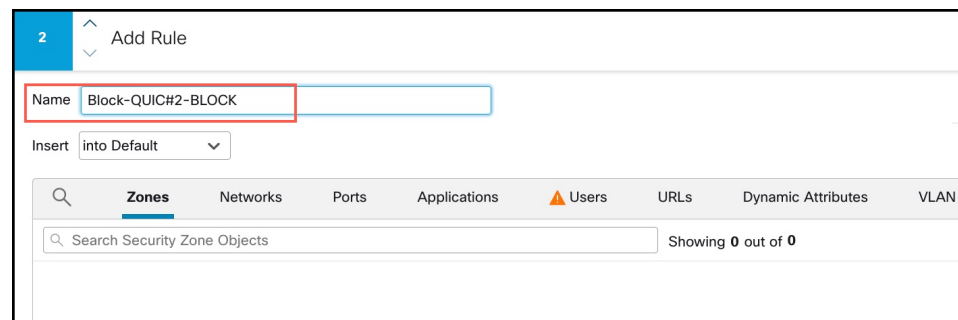 2 Add Rule
Name Block-QUIC#2-BLOCK
Insert into Default
Zones Networks Ports Applications Users URLs Dynamic Attributes VLAN
Search Security Zone Objects Showing 0 out of 0